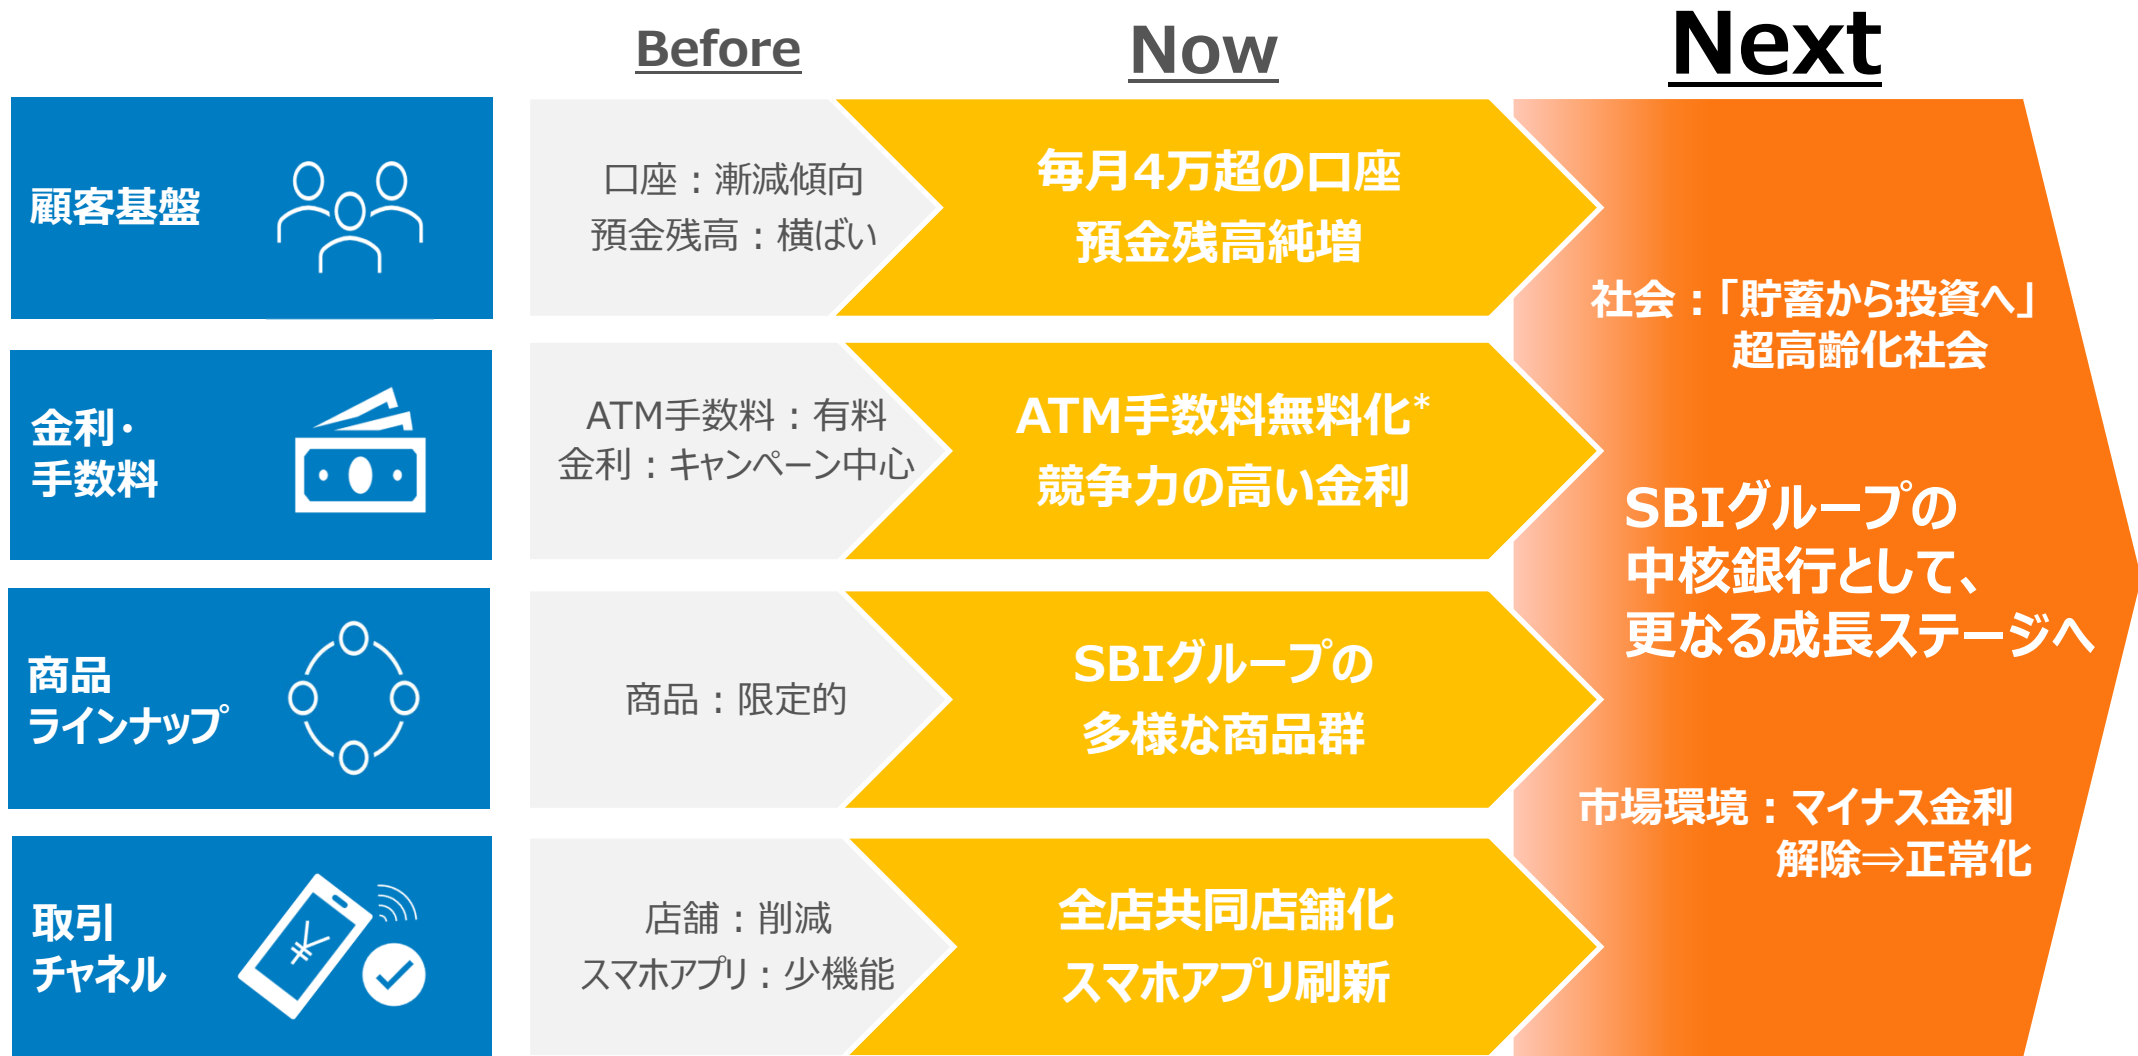 Before
Now
Next
顧客基盤
口座：漸減傾向
預金残高：横ばい
毎月4万超の口座
預金残高純増
金利・
手数料
ATM手数料：有料
金利：キャンペーン中心
ATM手数料無料化*
競争力の高い金利
商品
ラインナップ
商品：限定的
SBIグループの
多様な商品群
取引
チャネル
¥
店舗：削減
スマホアプリ：少機能
全店共同店舗化
スマホアプリ刷新
社会：「貯蓄から投資へ」
超高齢化社会
SBIグループの
中核銀行として、
更なる成長ステージへ
市場環境：マイナス金利
解除⇒正常化